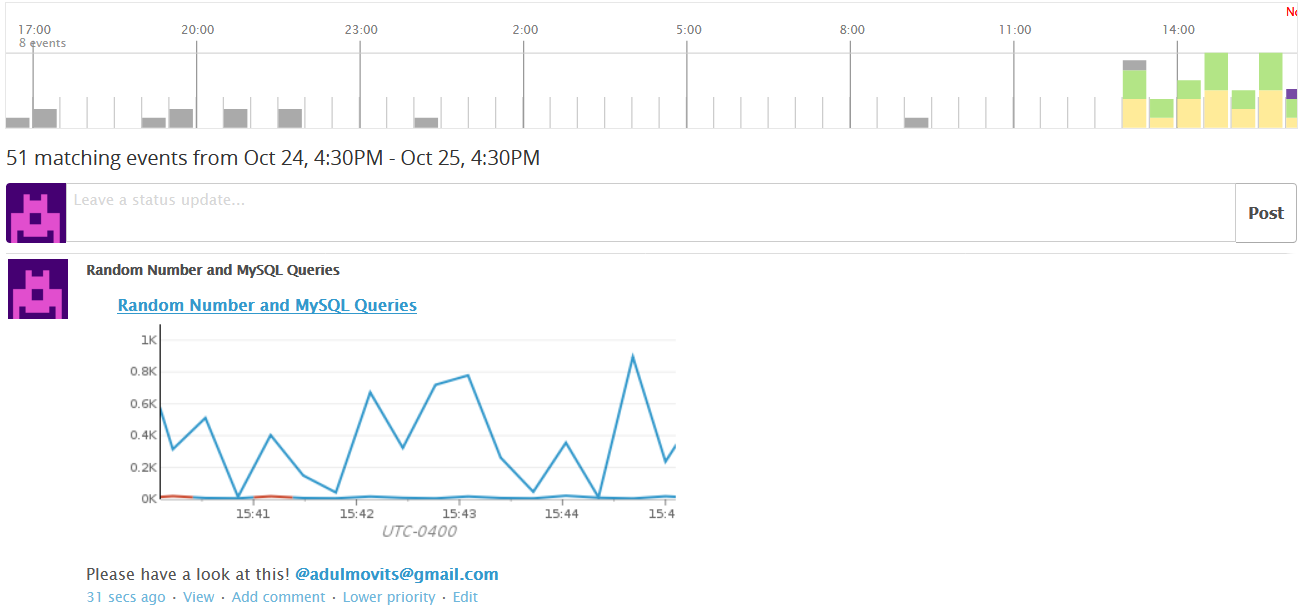 No
17:00 20:00 23:00 2:00 5:00 8:00 11:00 14:00
8 events
51 matching events from Oct 24, 4:30PM - Oct 25, 4:30PM
Leave a status update...
Post
Random Number and MySQL Queries
Random Number and MySQL Queries
1K
0.8K
0.6K
0.4K
0.2K
0K
15:41 15:42 15:43 15:44 15:4
UTC-0400
Please have a look at this! @adulmovits@gmail.com
31 secs ago · View · Add comment · Lower priority · Edit